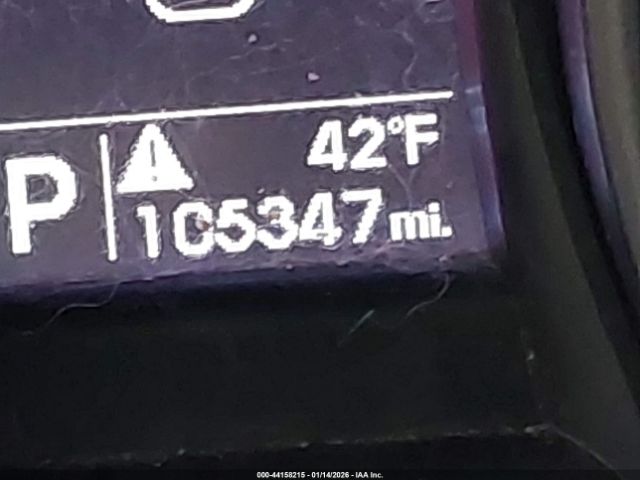 42°F
P
105347 mi.
000-44158215 - 01/14/2026 - IAA Inc.